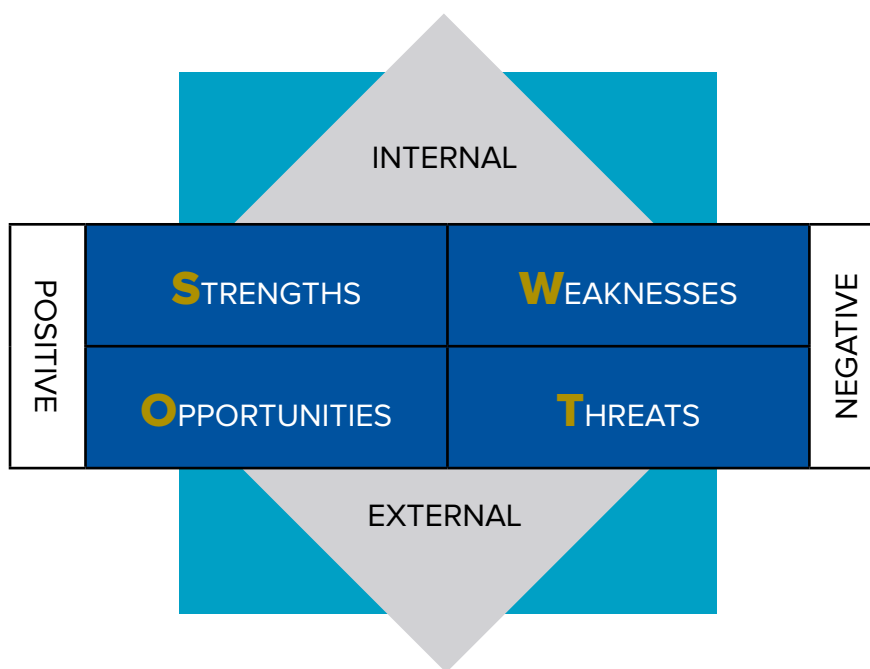 INTERNAL
POSITIVE
STRENGTHS
WEAKNESSES
NEGATIVE
OPPORTUNITIES
THREATS
EXTERNAL